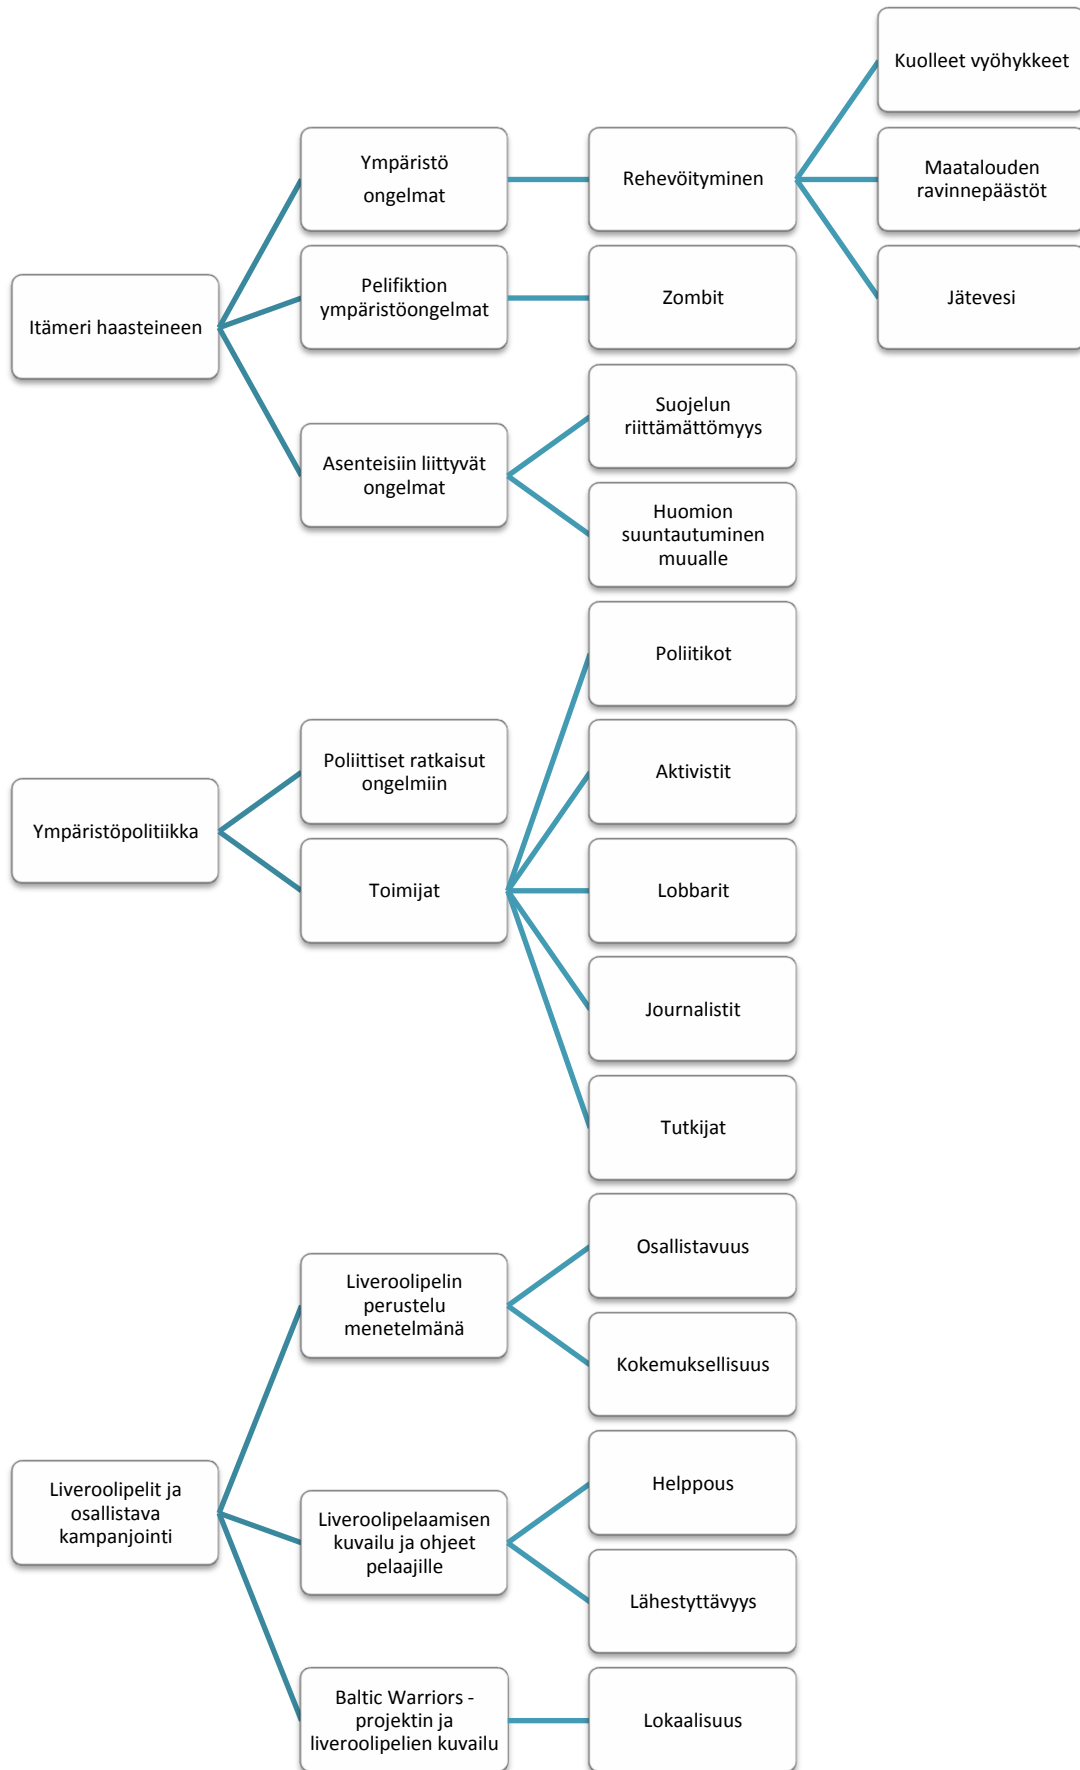 Kuolleet vyöhykkeet
Ympäristö
ongelmat
Rehevöityminen
Maatalouden
ravinnepäästöt
Itämeri haasteineen
Pelifiktion
ympäristöongelmat
Zombit
Jätevesi
Asenteisiin liittyvät
ongelmat
Suojelun
riittämättömyys
Huomion
suuntautuminen
muualle
Poliitikot
Ympäristöpolitiikka
Poliittiset ratkaisut
ongelmiin
Aktivistit
Toimijat
Lobbarit
Journalistit
Tutkijat
Liveroolipelit ja
osallistava
kampanjointi
Liveroolipelin
perustelu
menetelmänä
Osallistavuus
Kokemuksellisuus
Liveroolipelaamisen
kuvailu ja ohjeet
pelaajille
Helppous
Lähestyttävyys
Baltic Warriors -
projektin ja
liveroolipelien kuvailu
Lokaalisuus